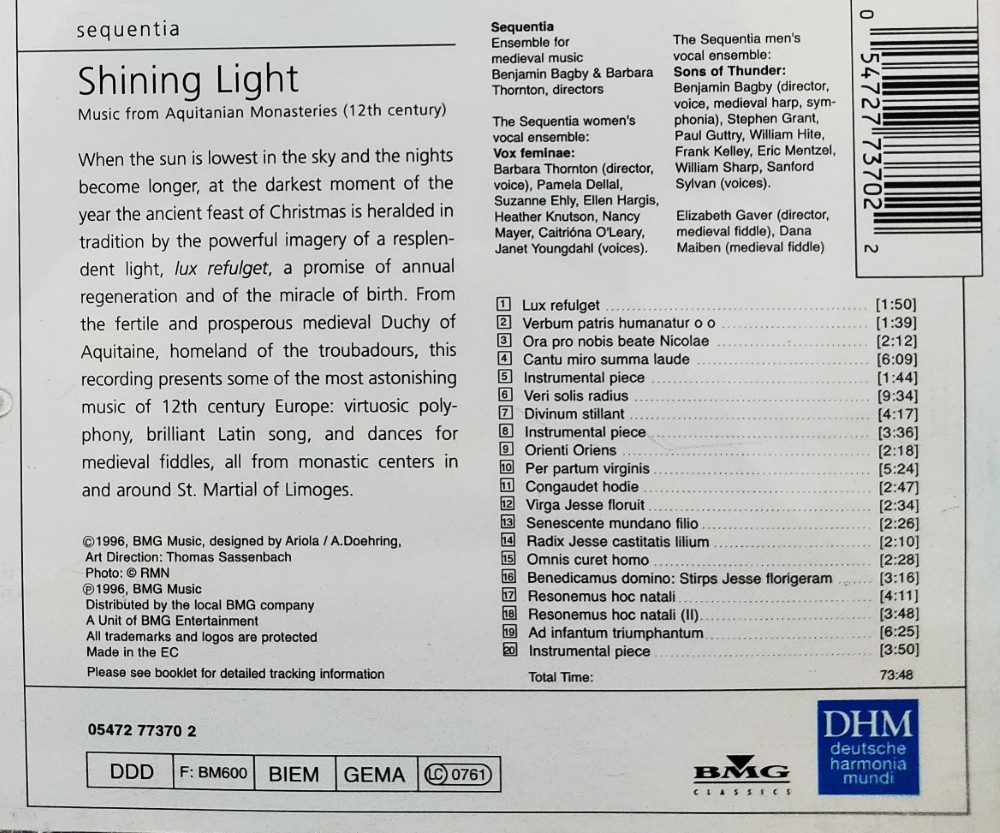 sequentia
Shining Light
Music from Aquitanian Monasteries (12th century)
When the sun is lowest in the sky and the nights
become longer, at the darkest moment of the
year the ancient feast of Christmas is heralded in
tradition by the powerful imagery of a resplen-
dent light, lux refulget, a promise of annual
regeneration and of the miracle of birth. From
the fertile and prosperous medieval Duchy of
Aquitaine, homeland of the troubadours, this
recording presents some of the most astonishing
music of 12th century Europe: virtuosic poly-
phony, brilliant Latin song, and dances for
medieval fiddles, all from monastic centers in
and around St. Martial of Limoges.
©1996, BMG Music, designed by Ariola / A.Doehring,
Art Direction: Thomas Sassenbach
Photo: © RMN
℗1996, BMG Music
Distributed by the local BMG company
A Unit of BMG Entertainment
All trademarks and logos are protected
Made in the EC
Please see booklet for detailed tracking information
Sequentia
Ensemble for
medieval music
Benjamin Bagby & Barbara
Thornton, directors
The Sequentia women's
vocal ensemble:
Vox feminae:
Barbara Thornton (director,
voice), Pamela Dellal,
Suzanne Ehly, Ellen Hargis,
Heather Knutson, Nancy
Mayer, Caitrióna O'Leary,
Janet Youngdahl (voices).
The Sequentia men's
vocal ensemble:
Sons of Thunder:
Benjamin Bagby (director,
voice, medieval harp, sym-
phonia), Stephen Grant,
Paul Guttry, William Hite,
Frank Kelley, Eric Mentzel,
William Sharp, Sanford
Sylvan (voices).
Elizabeth Gaver (director,
medieval fiddle), Dana
Maiben (medieval fiddle)
0 54727 73702 2
1 Lux refulget [1:50]
2 Verbum patris humanatur o o [1:39]
3 Ora pro nobis beate Nicolae [2:12]
4 Cantu miro summa laude [6:09]
5 Instrumental piece [1:44]
6 Veri solis radius [9:34]
7 Divinum stillant [4:17]
8 Instrumental piece [3:36]
9 Orienti Oriens [2:18]
10 Per partum virginis [5:24]
11 Congaudet hodie [2:47]
12 Virga Jesse floruit [2:34]
13 Senescente mundano filio [2:26]
14 Radix Jesse castitatis lilium [2:10]
15 Omnis curet homo [2:28]
16 Benedicamus domino: Stirps Jesse florigeram [3:16]
17 Resonemus hoc natali [4:11]
18 Resonemus hoc natali (II) [3:48]
19 Ad infantum triumphantum [6:25]
20 Instrumental piece [3:50]
Total Time: 73:48
05472 77370 2
DDD F: BM600 BIEM GEMA LC 0761
BMG
CLASSICS
DHM
deutsche
harmonia
mundi